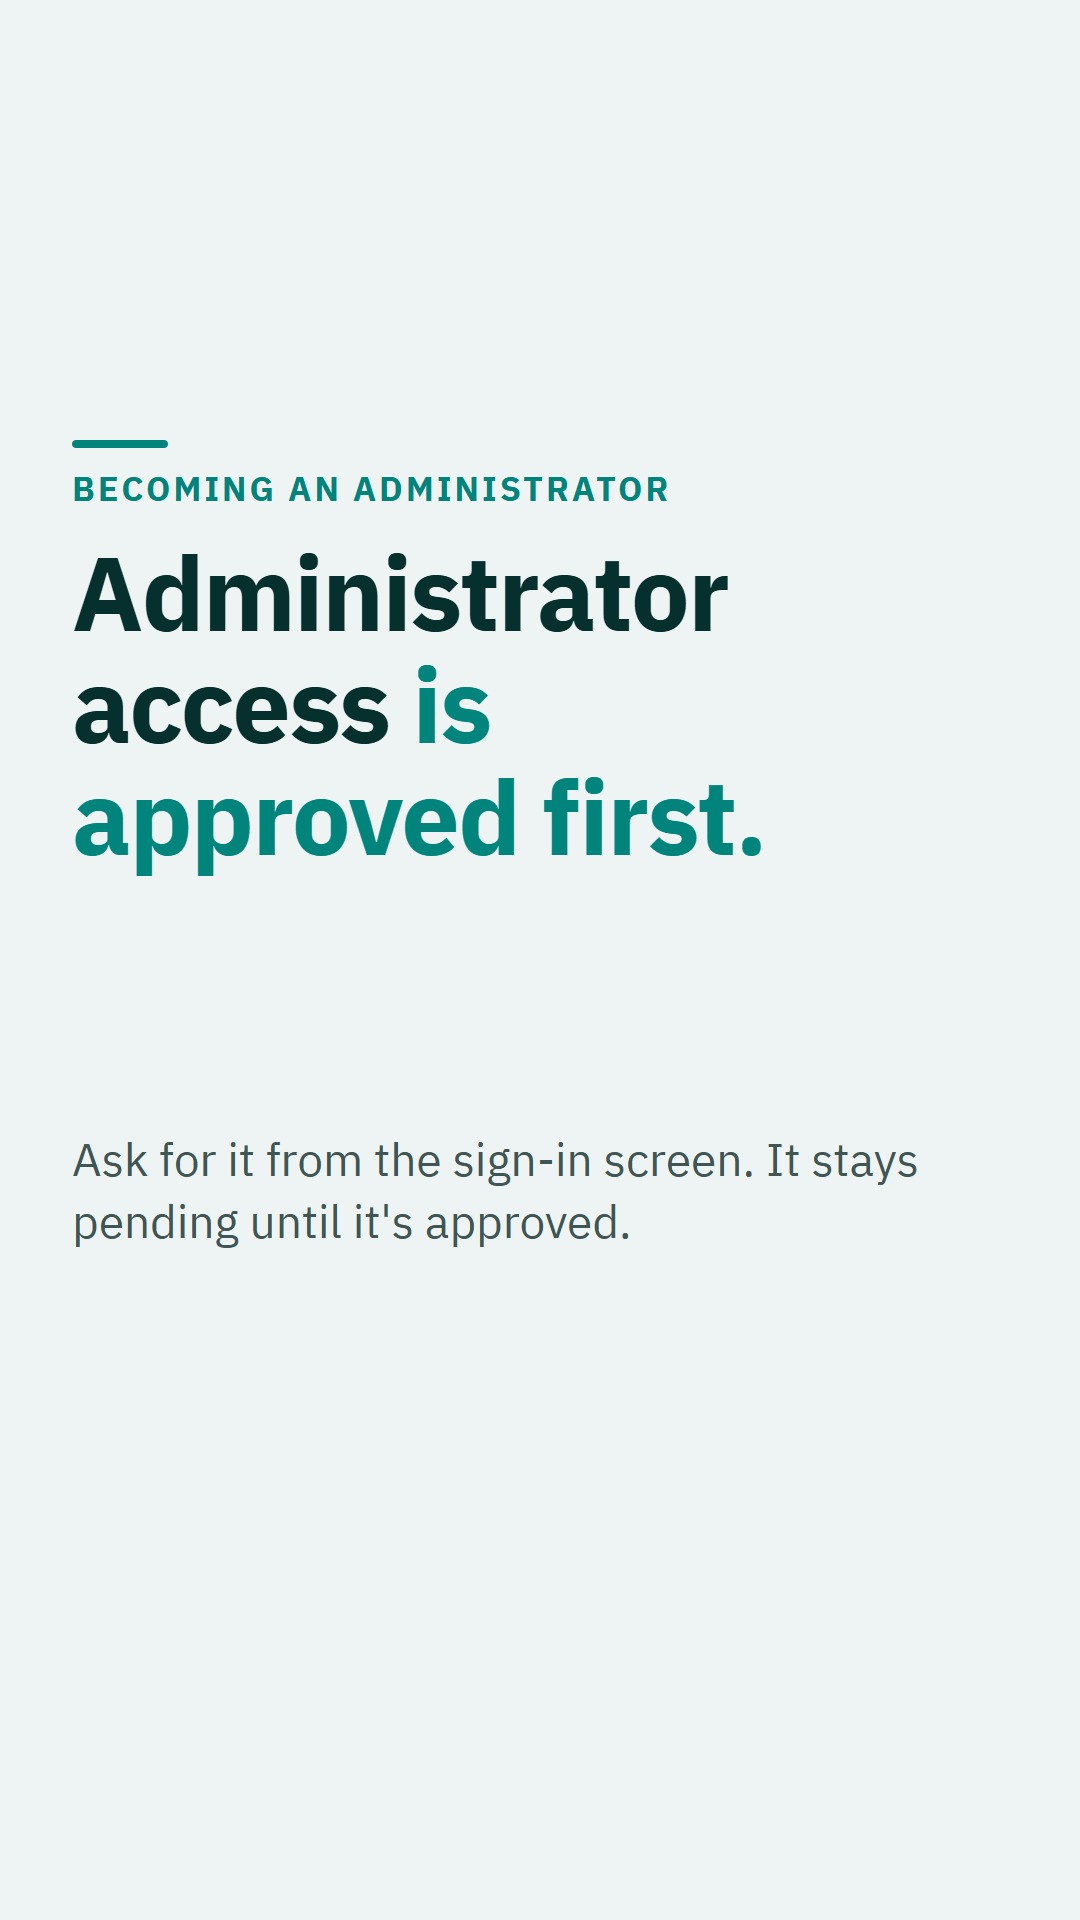 BECOMING AN ADMINISTRATOR
Administrator
access is
approved first.
Ask for it from the sign-in screen. It stays
pending until it's approved.